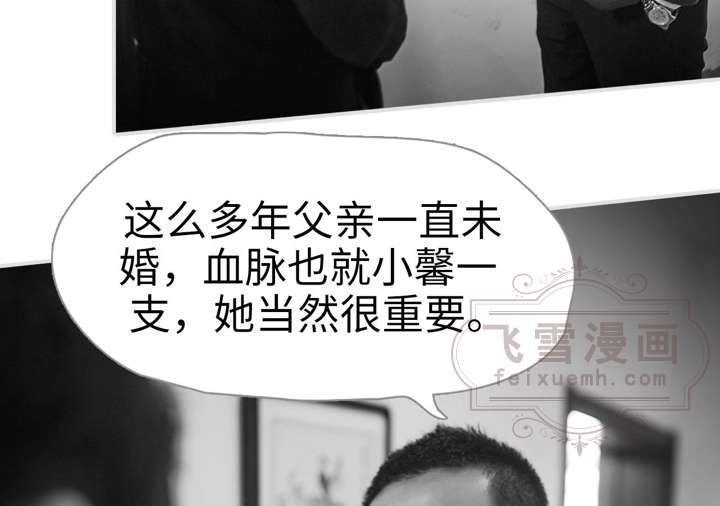 这么多年父亲一直未
婚，血脉也就小馨一
支，她当然很重要。
飞雪漫画
feixuemh.com